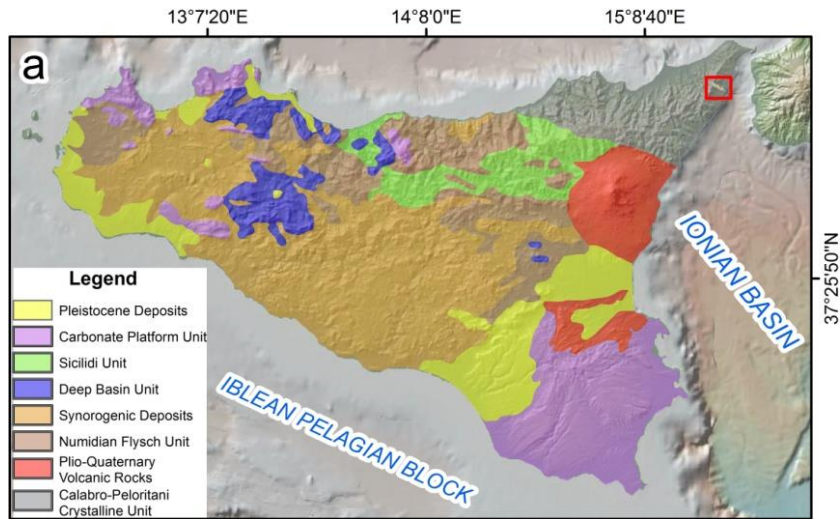 13°7'20"E
14°8'0"E
15°8'40"E
a
IONIAN BASIN
37°25'50"N
Legend
Pleistocene Deposits
Carbonate Platform Unit
Sicilidi Unit
Deep Basin Unit
Synorogenic Deposits
Numidian Flysch Unit
Plio-Quaternary
Volcanic Rocks
Calabro-Peloritani
Crystalline Unit
IBLEAN PELAGIAN BLOCK